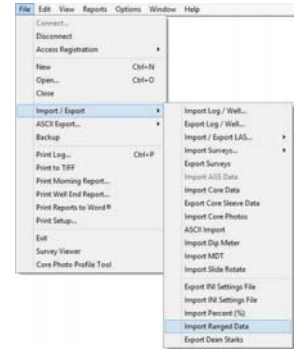 File Edit View Reports Options Window Help
Connect...
Disconnect
Access Registration
New Ctrl+N
Open... Ctrl+O
Close
Import / Export
ASCII Export...
Backup
Print Log... Ctrl+P
Print to TIFF
Print Morning Report...
Print Well End Report...
Print Reports to Word®
Print Setup...
Exit
Survey Viewer
Core Photo Profile Tool
Import Log / Well...
Export Log / Well...
Import / Export LAS...
Import Surveys...
Export Surveys
Import AGS Data
Import Core Data
Export Core Sleeve Data
Import Core Photos
ASCII Import
Import Dip Meter
Import MDT
Import Slide Rotate
Export INI Settings File
Import INI Settings File
Import Percent (%)
Import Ranged Data
Export Dean Starks